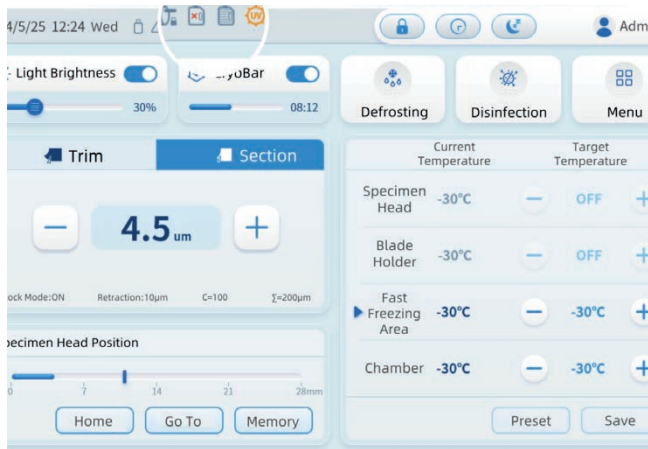 4/5/25 12:24 Wed
UV
Adm
Light Brightness
yoBar
30%
08:12
Defrosting
Disinfection
Menu
Trim
Section
4.5 um
ock Mode:ON
Retraction:10μm
C=100
Σ=200μm
pecimen Head Position
0 7 14 21 28mm
Home
Go To
Memory
Current Temperature
Target Temperature
Specimen Head -30°C OFF
Blade Holder -30°C OFF
Fast Freezing Area -30°C -30°C
Chamber -30°C -30°C
Preset
Save